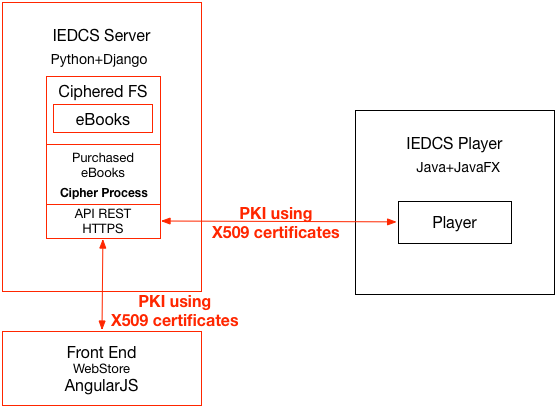 IEDCS Server
Python+Django
Ciphered FS
eBooks
Purchased
eBooks
Cipher Process
API REST
HTTPS
PKI using
X509 certificates
IEDCS Player
Java+JavaFX
Player
PKI using
X509 certificates
Front End
WebStore
AngularJS